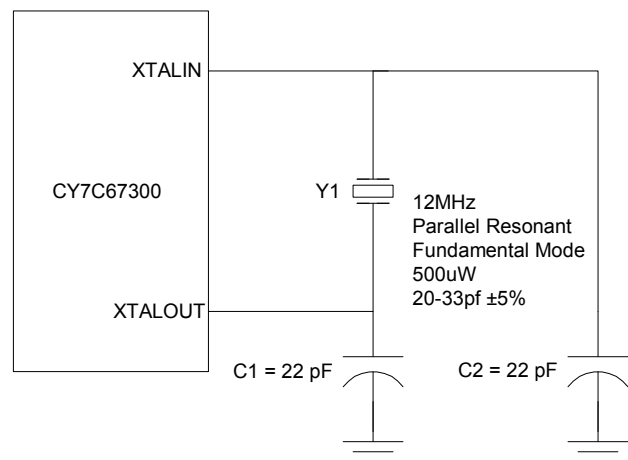 XTALIN
CY7C67300
Y1
12MHz
Parallel Resonant
Fundamental Mode
500uW
20-33pf ±5%
XTALOUT
C1 = 22 pF
C2 = 22 pF